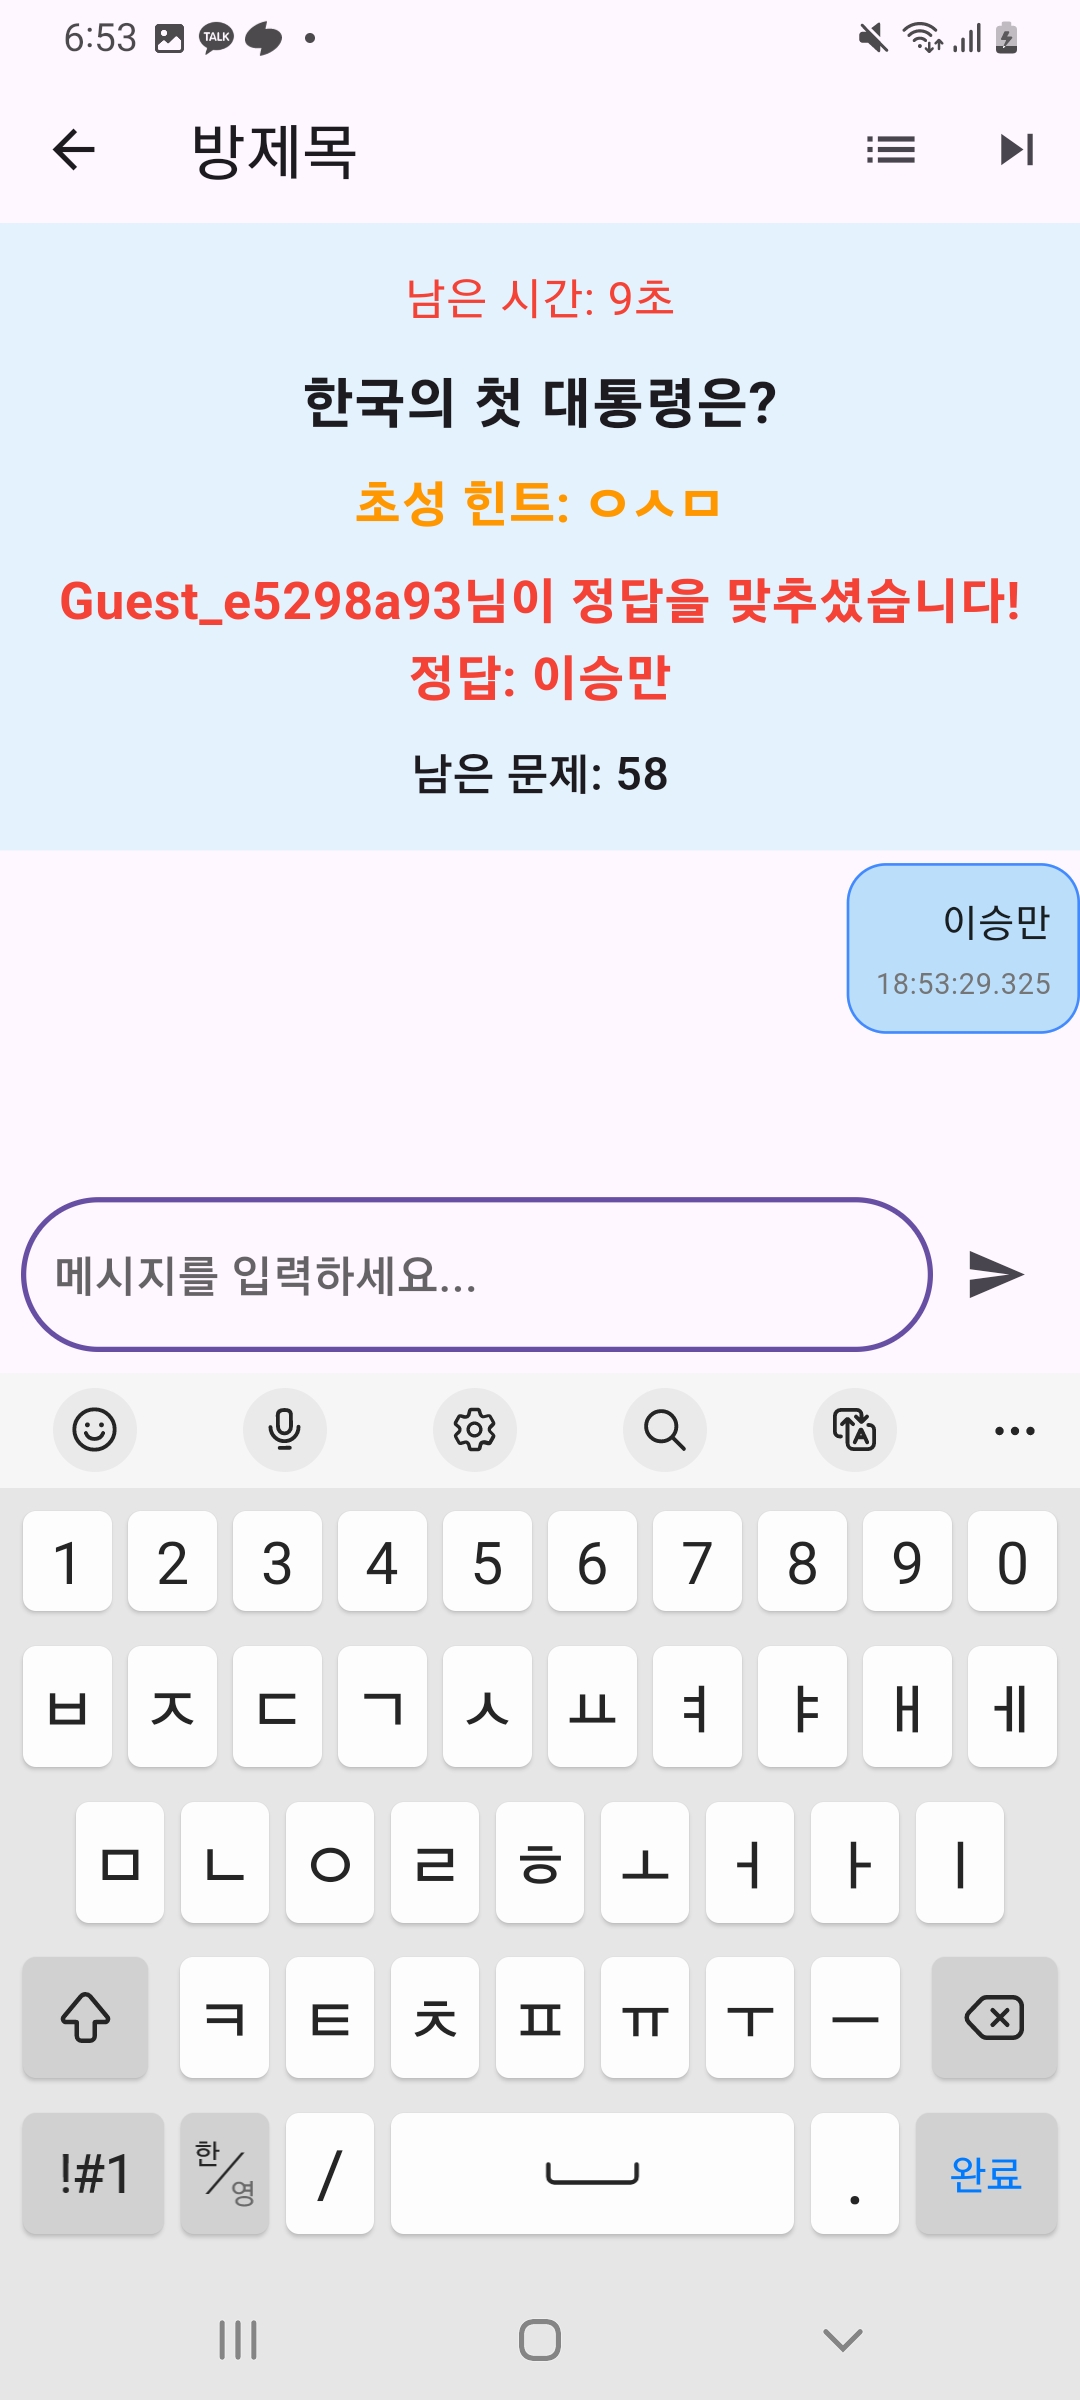 6:53
TALK
방제목
남은 시간: 9초
한국의 첫 대통령은?
초성 힌트: ㅇㅅㅁ
Guest_e5298a93님이 정답을 맞추셨습니다!
정답: 이승만
남은 문제: 58
이승만
18:53:29.325
메시지를 입력하세요...
A
1 2 3 4 5 6 7 8 9 0
ㅂ ㅈ ㄷ ㄱ ㅅ ㅛ ㅕ ㅑ ㅐ ㅔ
ㅁ ㄴ ㅇ ㄹ ㅎ ㅗ ㅓ ㅏ ㅣ
ㅋ ㅌ ㅊ ㅍ ㅠ ㅜ ㅡ
!#1 한/영 / . 완료